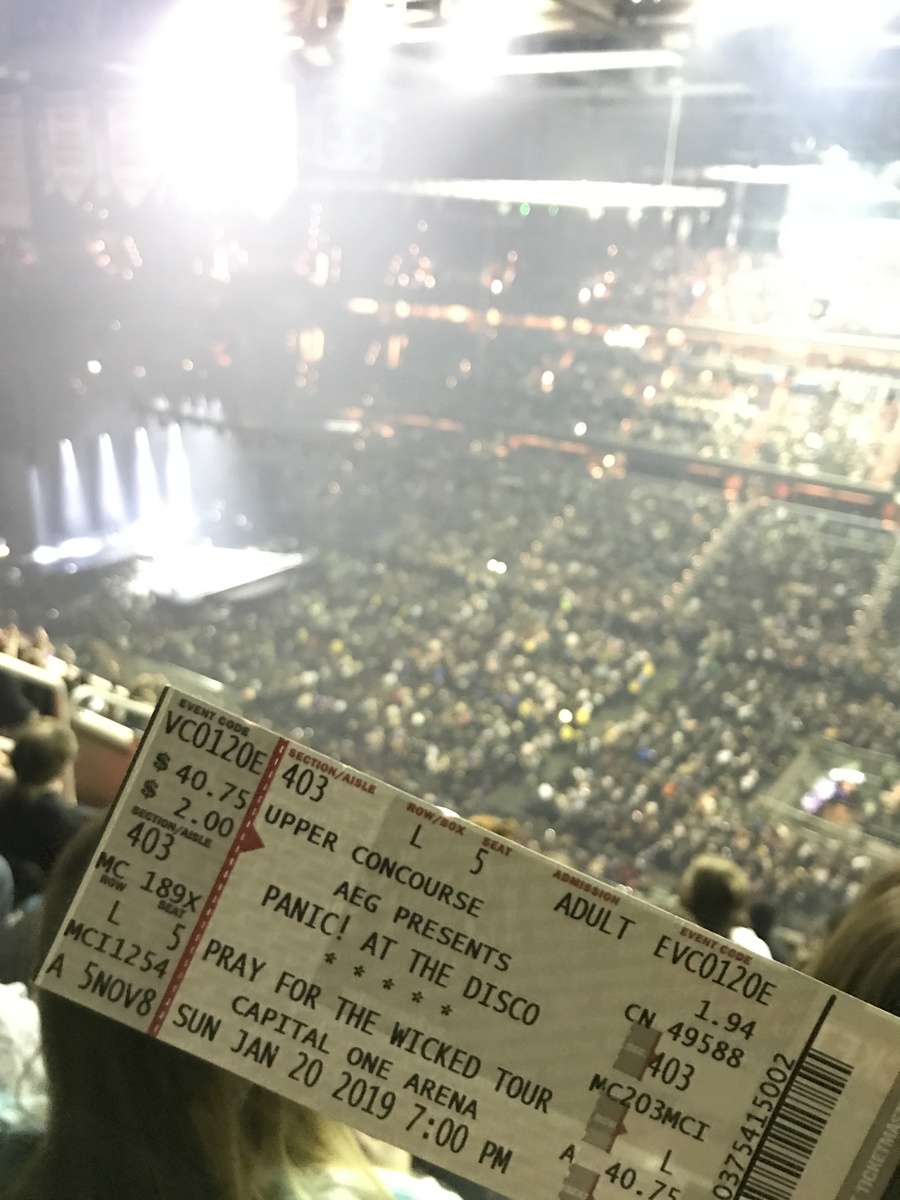 EVENT CODE
VC0120E
$ 40.75
$ 2.00
SECTION/AISLE
403
MC 189X
ROW SEAT
L 5
MCI1254
A 5NOV8
SECTION/AISLE ROW/BOX SEAT ADMISSION EVENT CODE
403 L 5 ADULT EVC0120E
UPPER CONCOURSE
AEG PRESENTS
PANIC! AT THE DISCO
* * * * *
PRAY FOR THE WICKED TOUR
CAPITAL ONE ARENA
SUN JAN 20 2019 7:00 PM
1.94
CN 49588
403
MC203MCI
L
A 40.75
0375415002
TICKETMAST